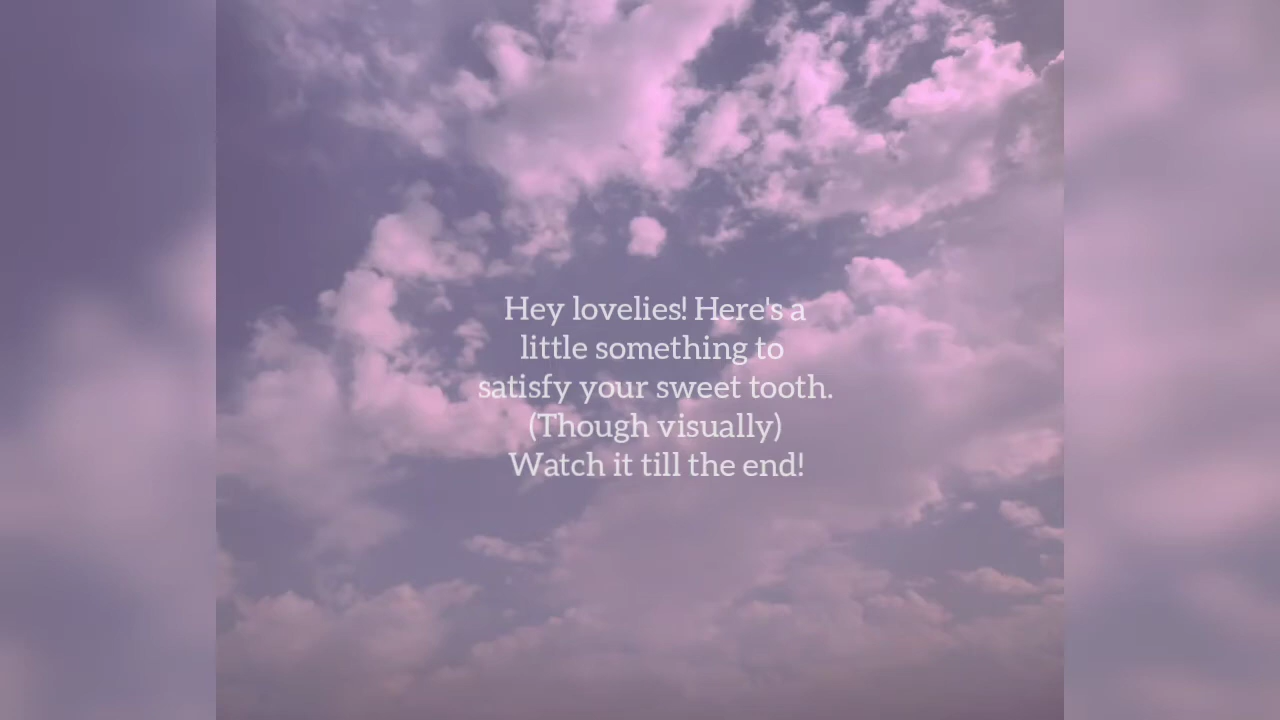 Hey lovelies! Here's a
little something to
satisfy your sweet tooth.
(Though visually)
Watch it till the end!